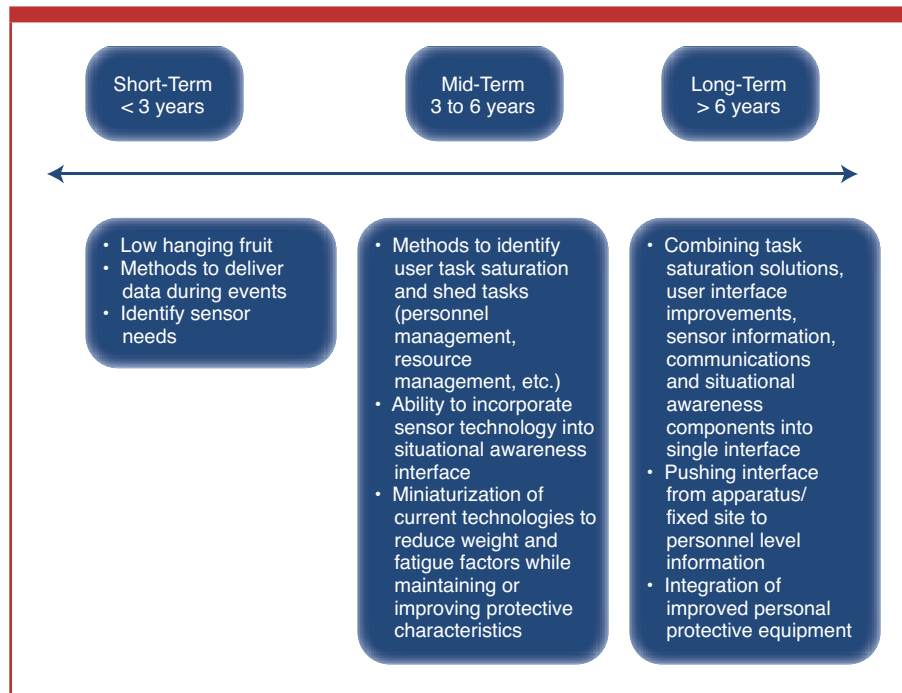 Short-Term
< 3 years
Mid-Term
3 to 6 years
Long-Term
> 6 years
• Low hanging fruit
• Methods to deliver
data during events
• Identify sensor
needs
• Methods to identify
user task saturation
and shed tasks
(personnel
management,
resource
management, etc.)
• Ability to incorporate
sensor technology into
situational awareness
interface
• Miniaturization of
current technologies to
reduce weight and
fatigue factors while
maintaining or
improving protective
characteristics
• Combining task
saturation solutions,
user interface
improvements,
sensor information,
communications
and situational
awareness
components into
single interface
• Pushing interface
from apparatus/
fixed site to
personnel level
information
• Integration of
improved personal
protective equipment